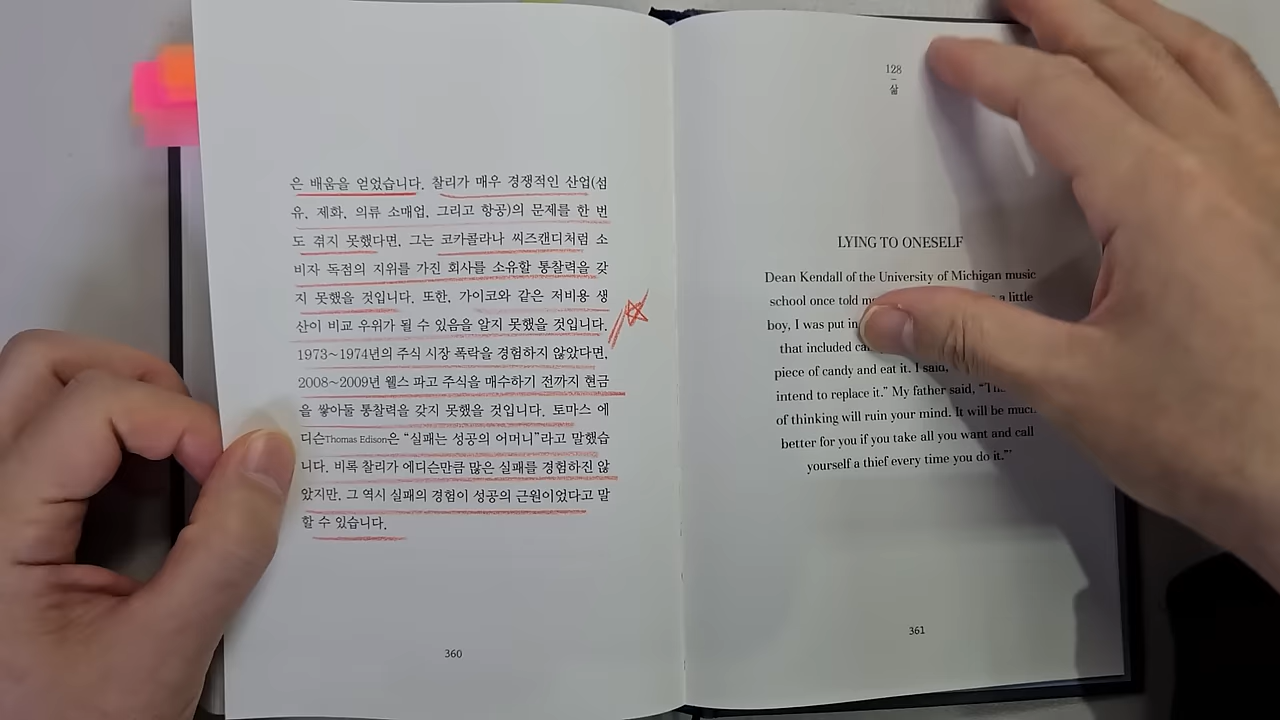 은 배움을 얻었습니다. 찰리가 매우 경쟁적인 산업(섬
유, 제화, 의류 소매업, 그리고 항공)의 문제를 한 번
도 겪지 못했다면, 그는 코카콜라나 씨즈캔디처럼 소
비자 독점의 지위를 가진 회사를 소유할 통찰력을 갖
지 못했을 것입니다. 또한, 가이코와 같은 저비용 생
산이 비교 우위가 될 수 있음을 알지 못했을 것입니다.
1973~1974년의 주식 시장 폭락을 경험하지 않았다면,
2008~2009년 웰스 파고 주식을 매수하기 전까지 현금
을 쌓아둘 통찰력을 갖지 못했을 것입니다. 토마스 에
디슨Thomas Edison은 “실패는 성공의 어머니”라고 말했습
니다. 비록 찰리가 에디슨만큼 많은 실패를 경험하진 않
았지만, 그 역시 실패의 경험이 성공의 근원이었다고 말
할 수 있습니다.
360
128
삶
LYING TO ONESELF
Dean Kendall of the University of Michigan music
school once told a little
boy, I was put in
that included
piece of candy and eat it. I said,
intend to replace it.” My father said,
of thinking will ruin your mind. It will be much
better for you if you take all you want and call
yourself a thief every time you do it.”’
361